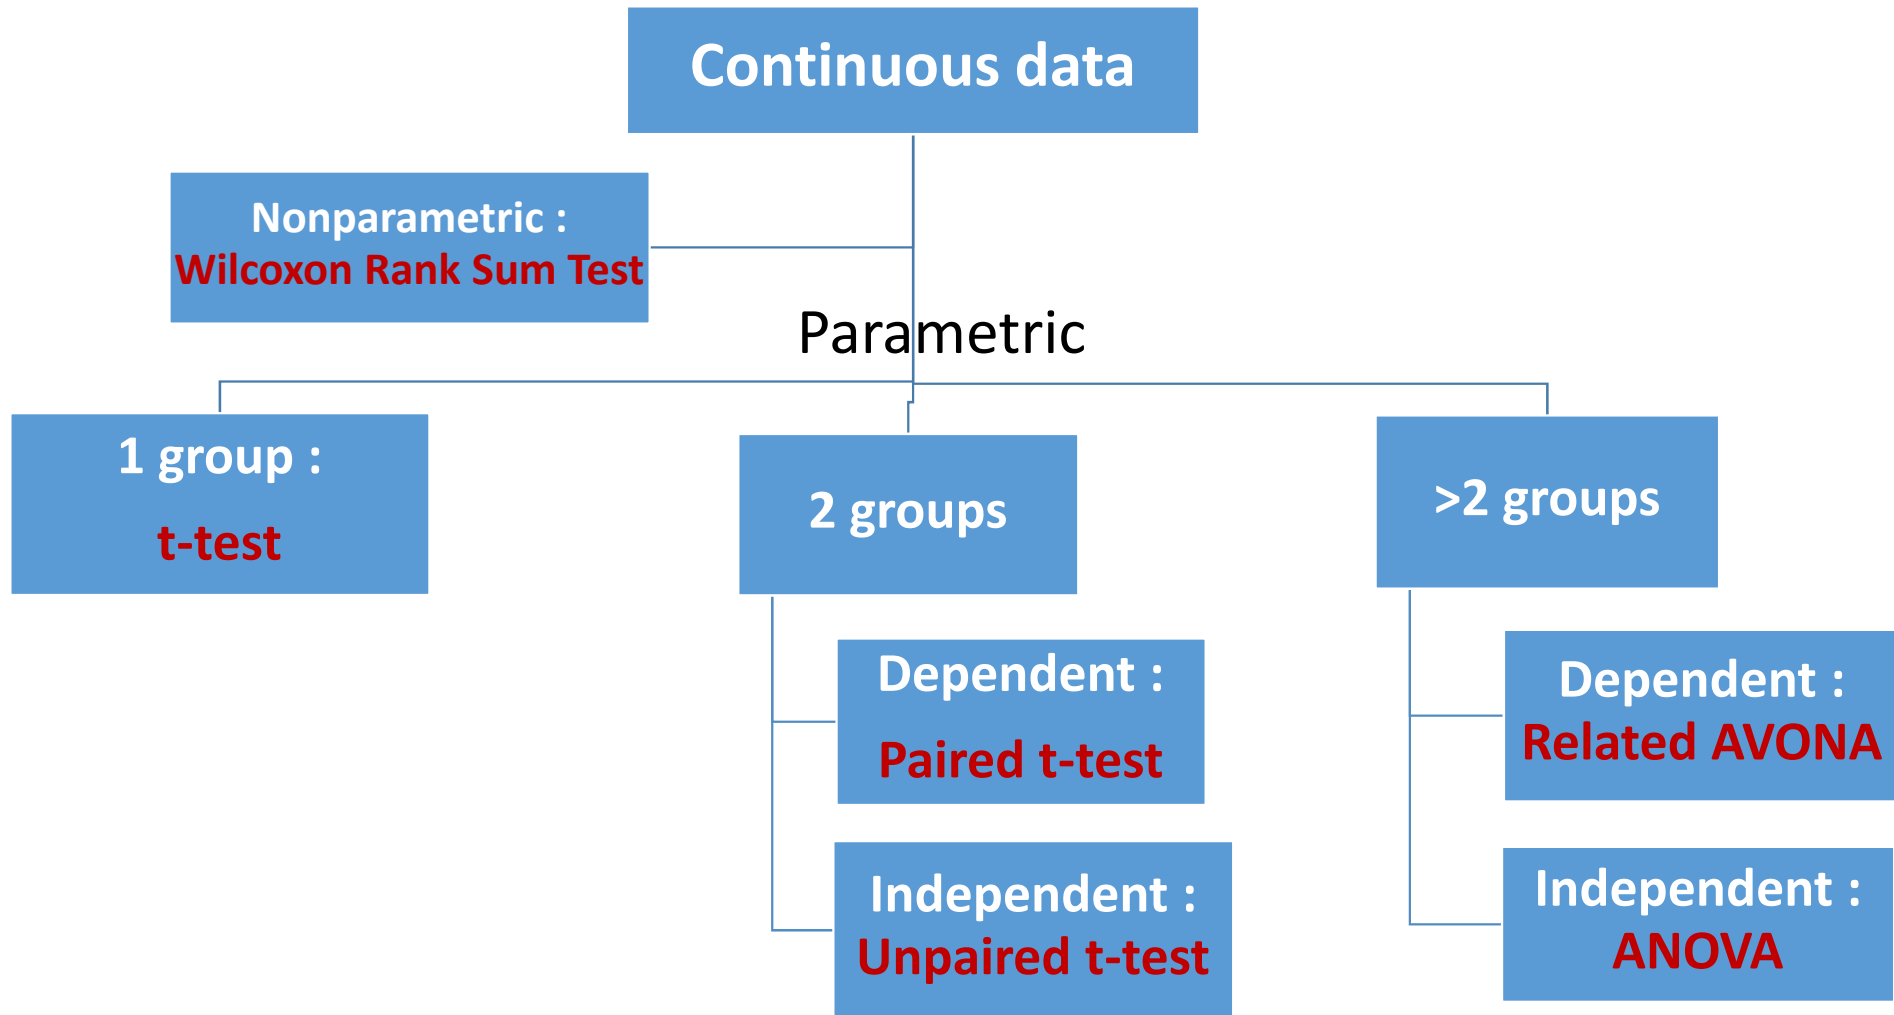 Continuous data
Nonparametric :
Wilcoxon Rank Sum Test
Parametric
1 group :
t-test
2 groups
>2 groups
Dependent :
Paired t-test
Independent :
Unpaired t-test
Dependent :
Related AVONA
Independent :
ANOVA